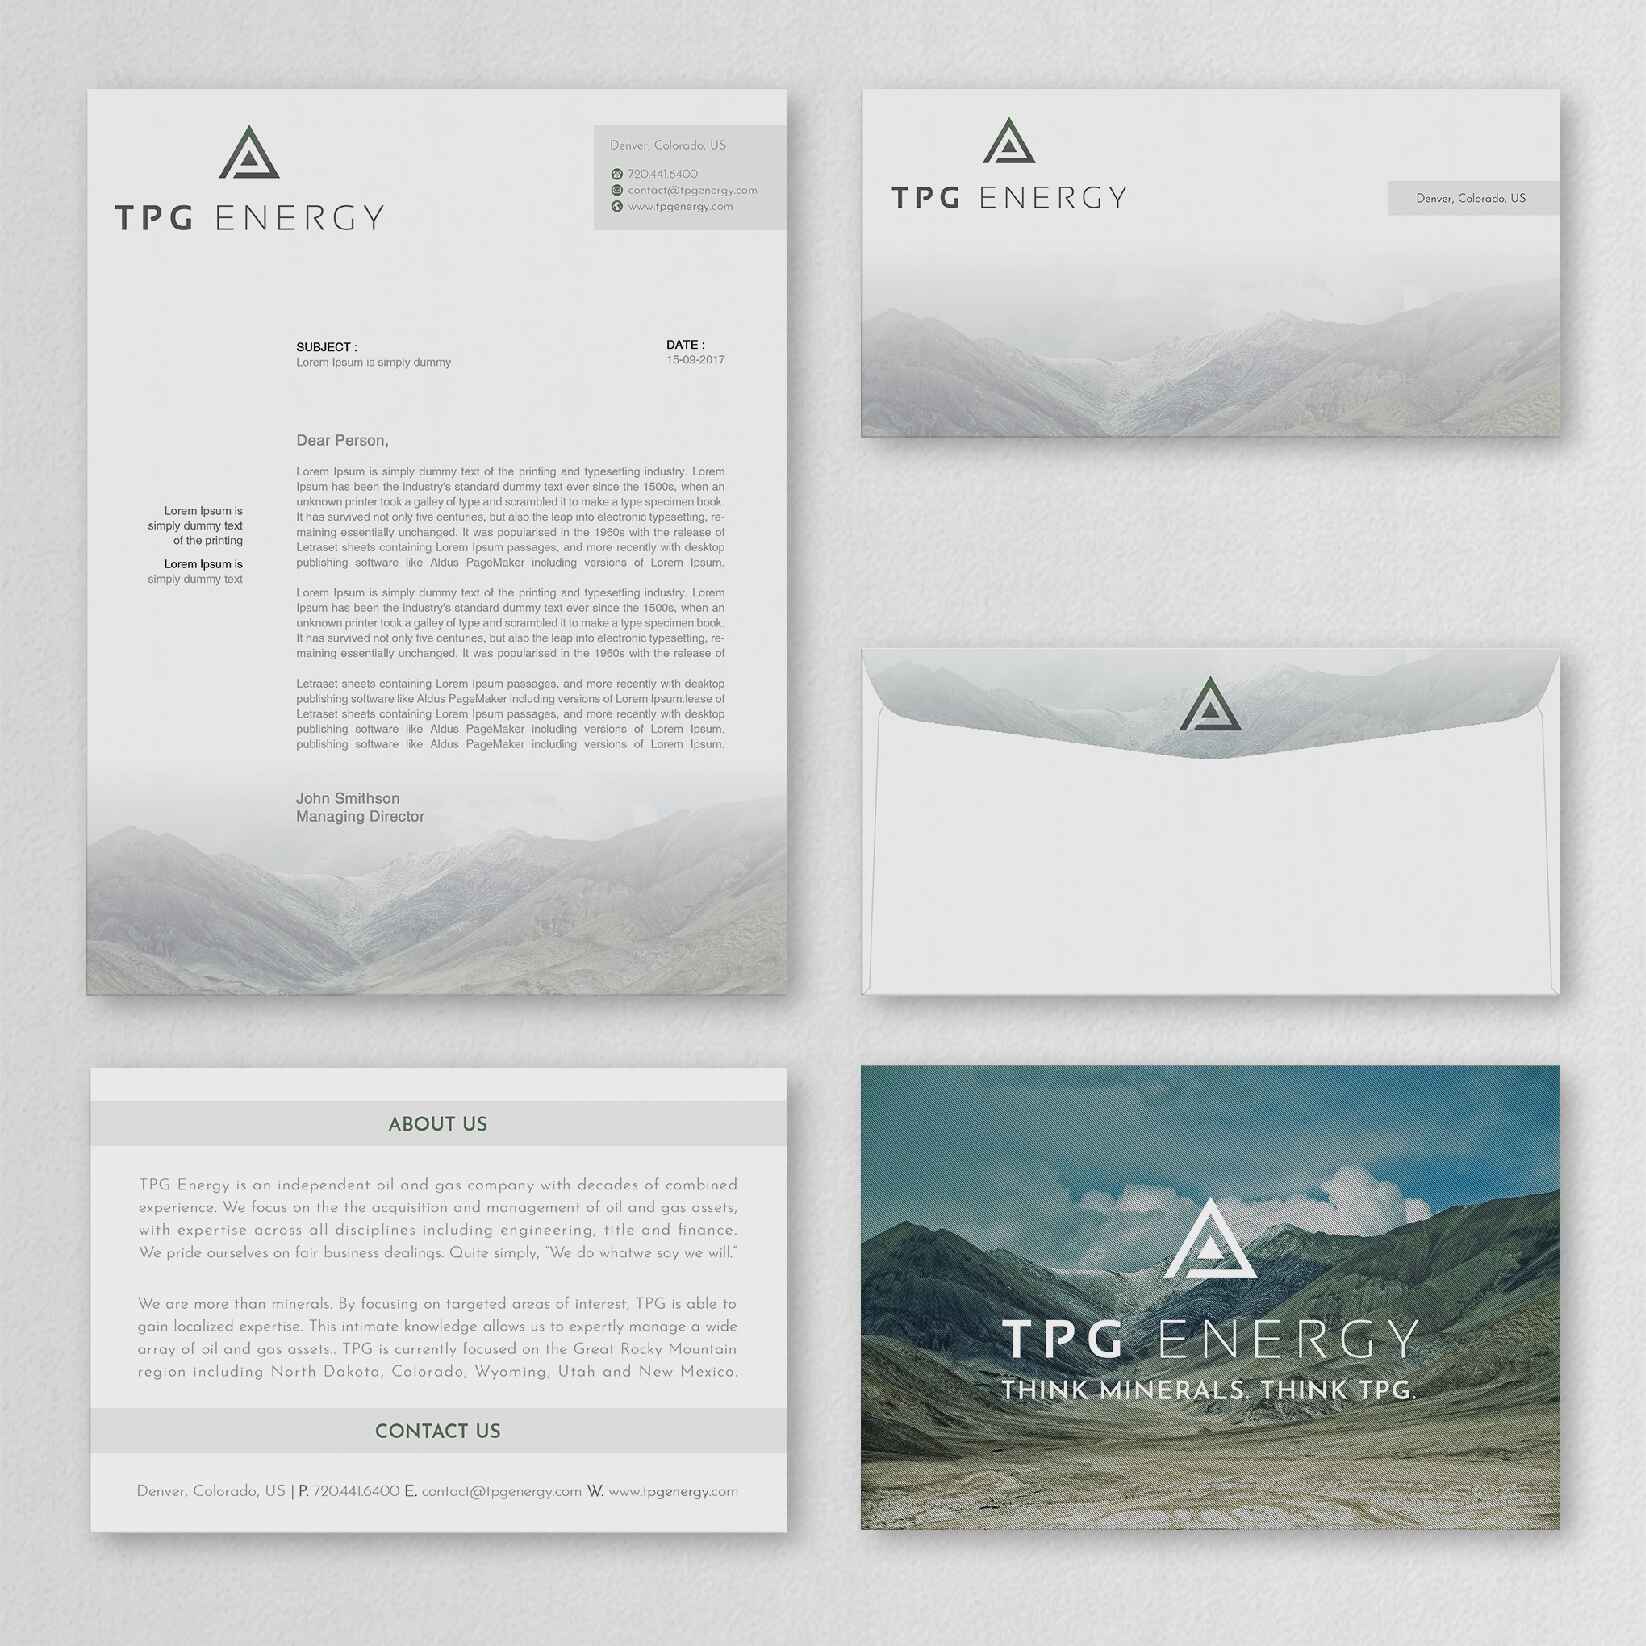 TPG ENERGY
Denver, Colorado, US
720.441.6400
contact@tpgenergy.com
www.tpgenergy.com
SUBJECT :
Lorem Ipsum is simply dummy
DATE :
15-09-2017
Dear Person,
Lorem Ipsum is simply dummy text of the printing and typesetting industry. Lorem
Ipsum has been the industry's standard dummy text ever since the 1500s, when an
unknown printer took a galley of type and scrambled it to make a type specimen book.
It has survived not only five centuries, but also the leap into electronic typesetting, re-
maining essentially unchanged. It was popularised in the 1960s with the release of
Letraset sheets containing Lorem Ipsum passages, and more recently with desktop
publishing software like Aldus PageMaker including versions of Lorem Ipsum.
Lorem Ipsum is
simply dummy text
of the printing
Lorem Ipsum is
simply dummy text
Lorem Ipsum is simply dummy text of the printing and typesetting industry. Lorem
Ipsum has been the industry's standard dummy text ever since the 1500s, when an
unknown printer took a galley of type and scrambled it to make a type specimen book.
It has survived not only five centuries, but also the leap into electronic typesetting, re-
maining essentially unchanged. It was popularised in the 1960s with the release of
Letraset sheets containing Lorem Ipsum passages, and more recently with desktop
publishing software like Aldus PageMaker including versions of Lorem Ipsum.lease of
Letraset sheets containing Lorem Ipsum passages, and more recently with desktop
publishing software like Aldus PageMaker including versions of Lorem Ipsum.
publishing software like Aldus PageMaker including versions of Lorem Ipsum.
John Smithson
Managing Director
TPG ENERGY
Denver, Colorado, US
ABOUT US
TPG Energy is an independent oil and gas company with decades of combined
experience. We focus on the the acquisition and management of oil and gas assets,
with expertise across all disciplines including engineering, title and finance.
We pride ourselves on fair business dealings. Quite simply, "We do whatwe say we will."
We are more than minerals. By focusing on targeted areas of interest, TPG is able to
gain localized expertise. This intimate knowledge allows us to expertly manage a wide
array of oil and gas assets.. TPG is currently focused on the Great Rocky Mountain
region including North Dakota, Colorado, Wyoming, Utah and New Mexico.
CONTACT US
Denver, Colorado, US | P. 720.441.6400 E. contact@tpgenergy.com W. www.tpgenergy.com
TPG ENERGY
THINK MINERALS. THINK TPG.